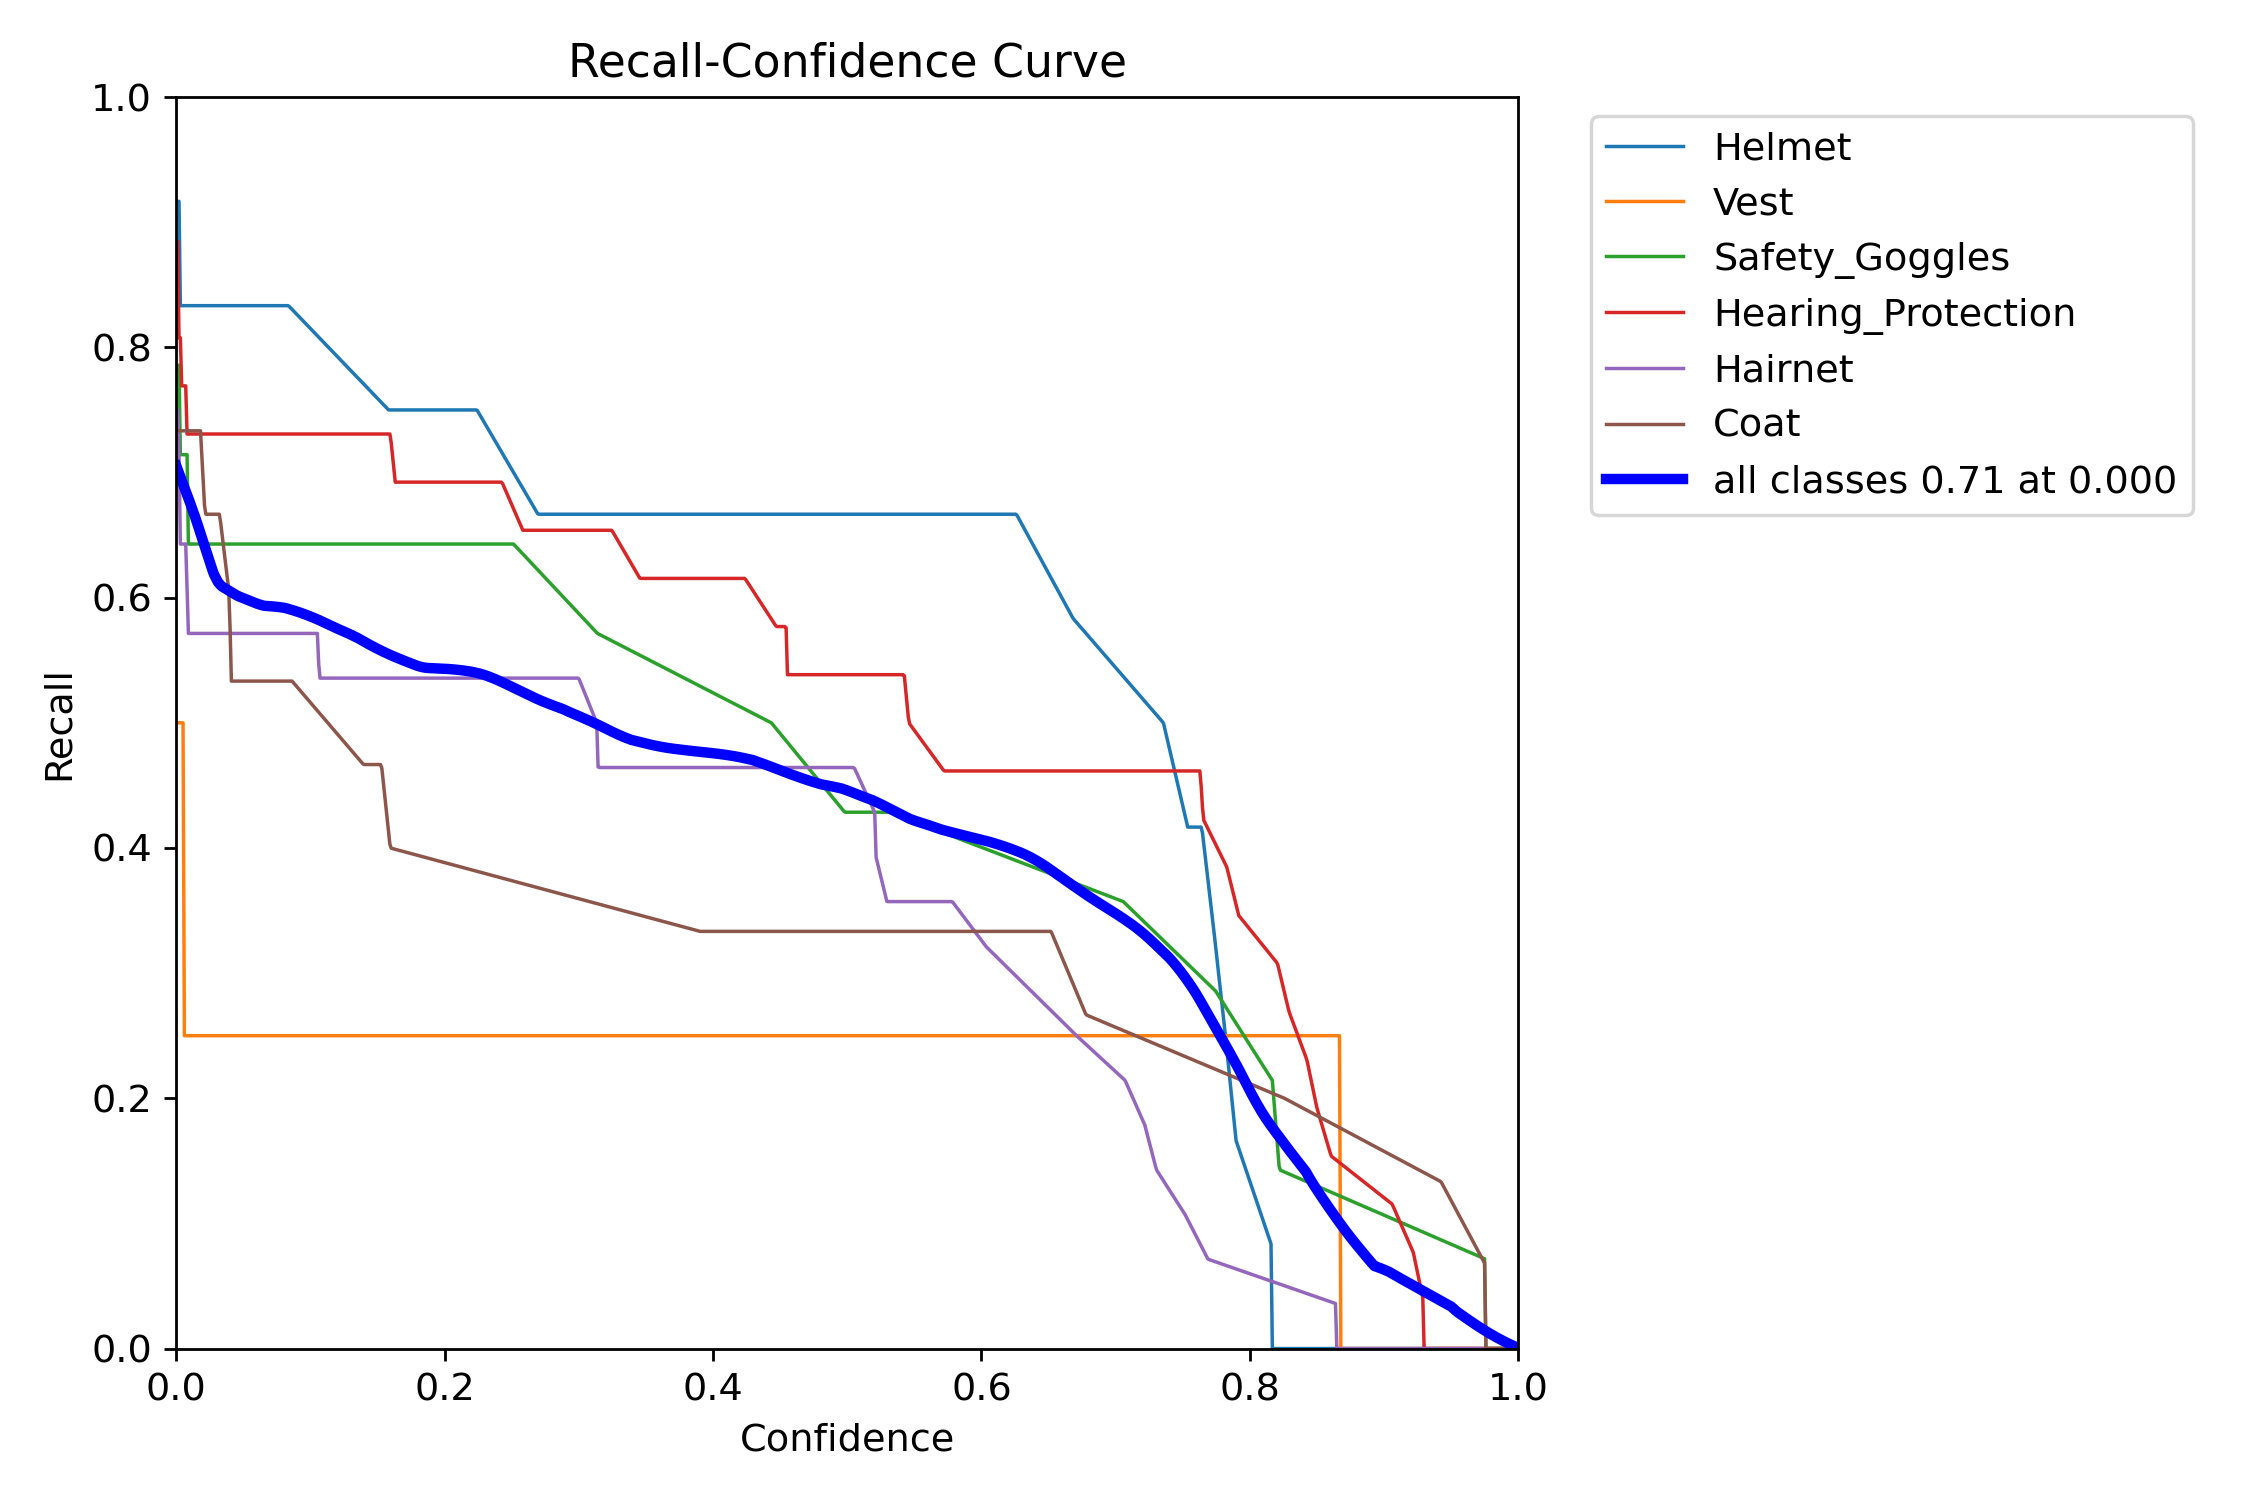 Recall-Confidence Curve
1.0
0.8
0.6
0.4
0.2
0.0
Recall
0.0 0.2 0.4 0.6 0.8 1.0
Confidence
Helmet
Vest
Safety_Goggles
Hearing_Protection
Hairnet
Coat
all classes 0.71 at 0.000